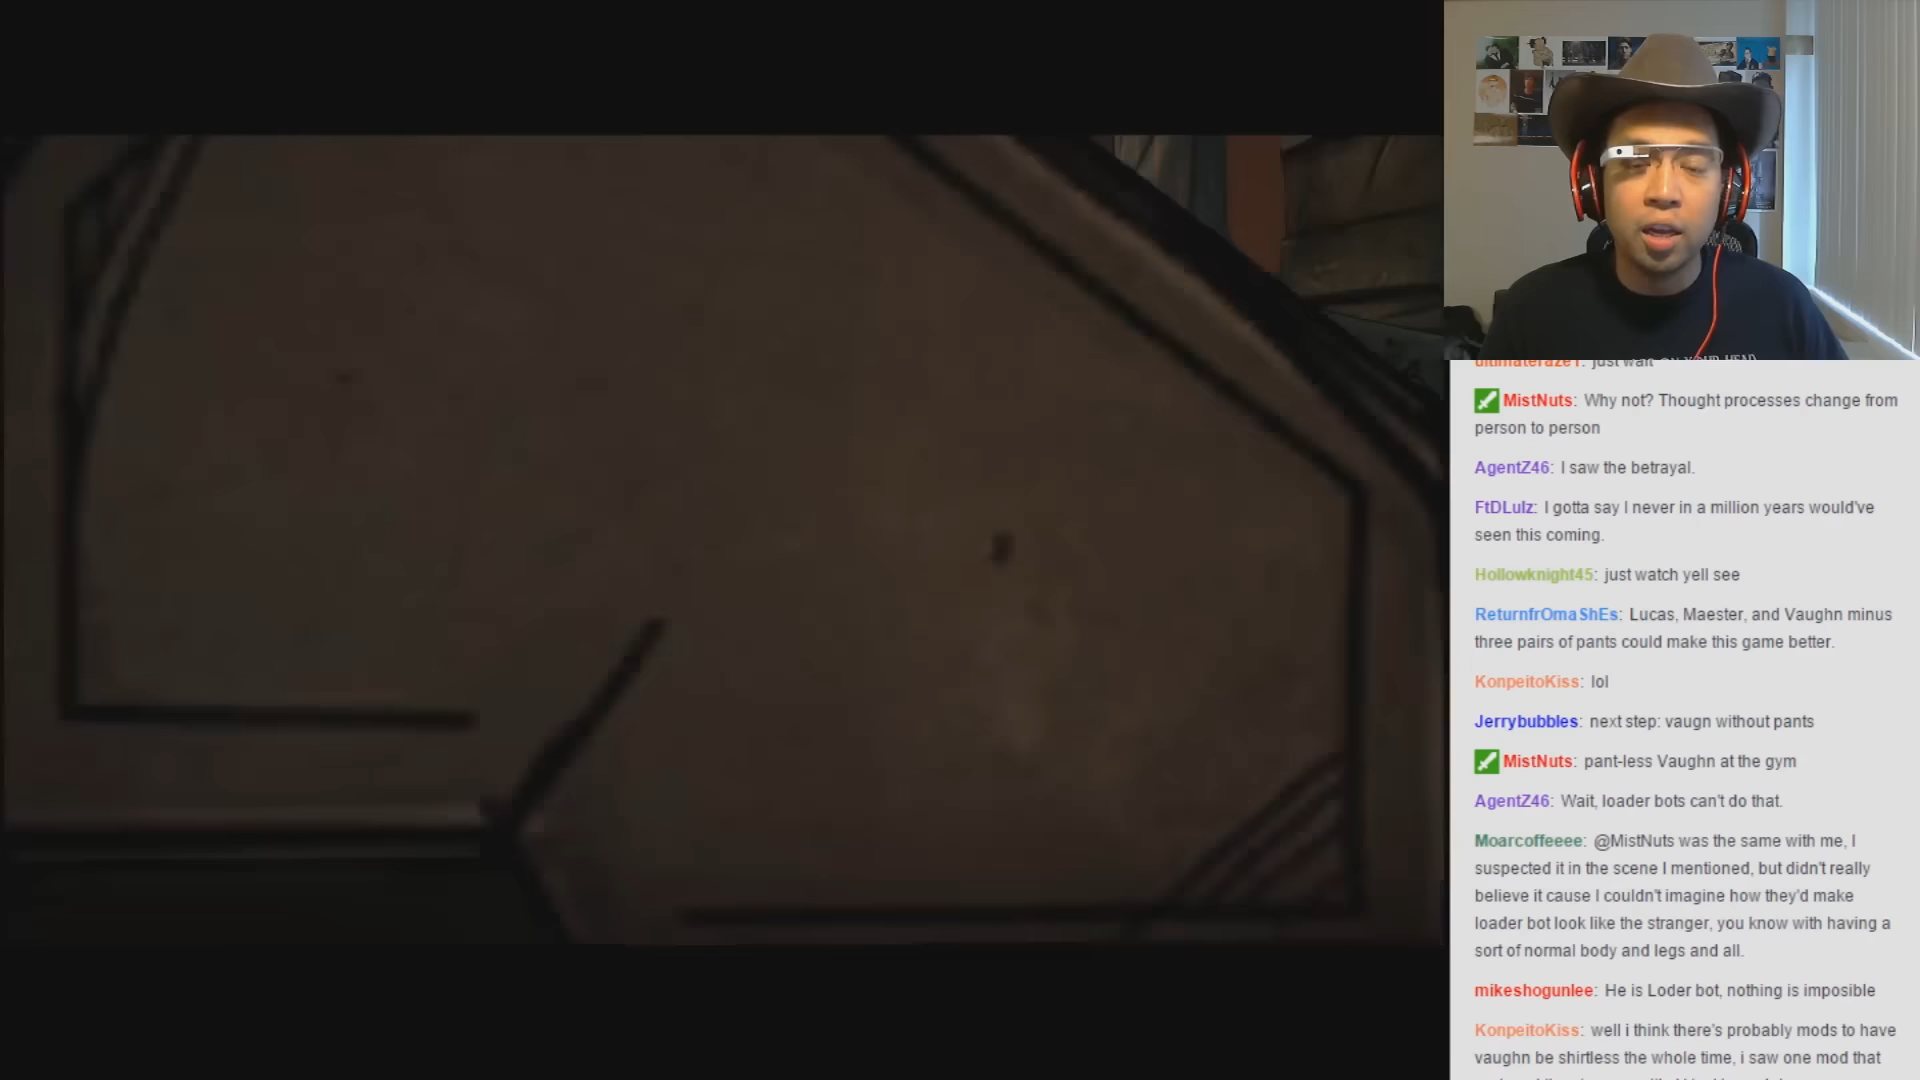 ON YOUR HEAD
ultimateraze1: just wait
MistNuts: Why not? Thought processes change from
person to person
AgentZ46: I saw the betrayal.
FtDLulz: I gotta say I never in a million years would've
seen this coming.
Hollowknight45: just watch yell see
ReturnfrOmaShEs: Lucas, Maester, and Vaughn minus
three pairs of pants could make this game better.
KonpeitoKiss: lol
Jerrybubbles: next step: vaugn without pants
MistNuts: pant-less Vaughn at the gym
AgentZ46: Wait, loader bots can't do that.
Moarcoffeeee: @MistNuts was the same with me, I
suspected it in the scene I mentioned, but didn't really
believe it cause I couldn't imagine how they'd make
loader bot look like the stranger, you know with having a
sort of normal body and legs and all.
mikeshogunlee: He is Loder bot, nothing is imposible
KonpeitoKiss: well i think there's probably mods to have
vaughn be shirtless the whole time, i saw one mod that